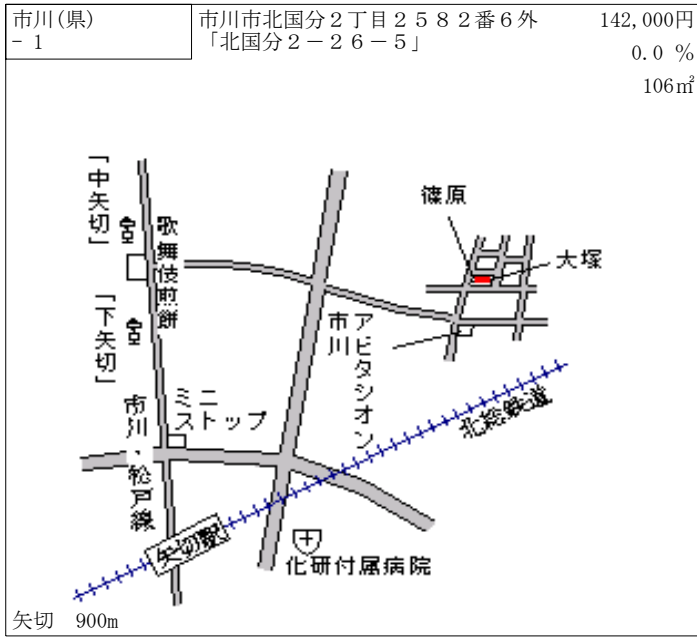 市川(県)
- 1
市川市北国分２丁目２５８２番６外
「北国分２－２６－５」
142,000円
0.0 %
106㎡
「中矢切」
歌舞伎煎餅
篠原
大塚
「下矢切」
アビタシオン
市川
ミニ
ストップ
市川・松戸線
北総鉄道
矢切駅
化研付属病院
矢切　900m